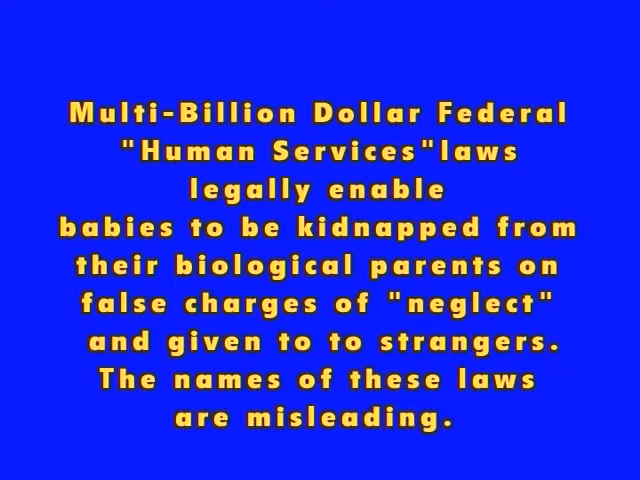 Multi-Billion Dollar Federal
"Human Services"laws
legally enable
babies to be kidnapped from
their biological parents on
false charges of "neglect"
and given to to strangers.
The names of these laws
are misleading.